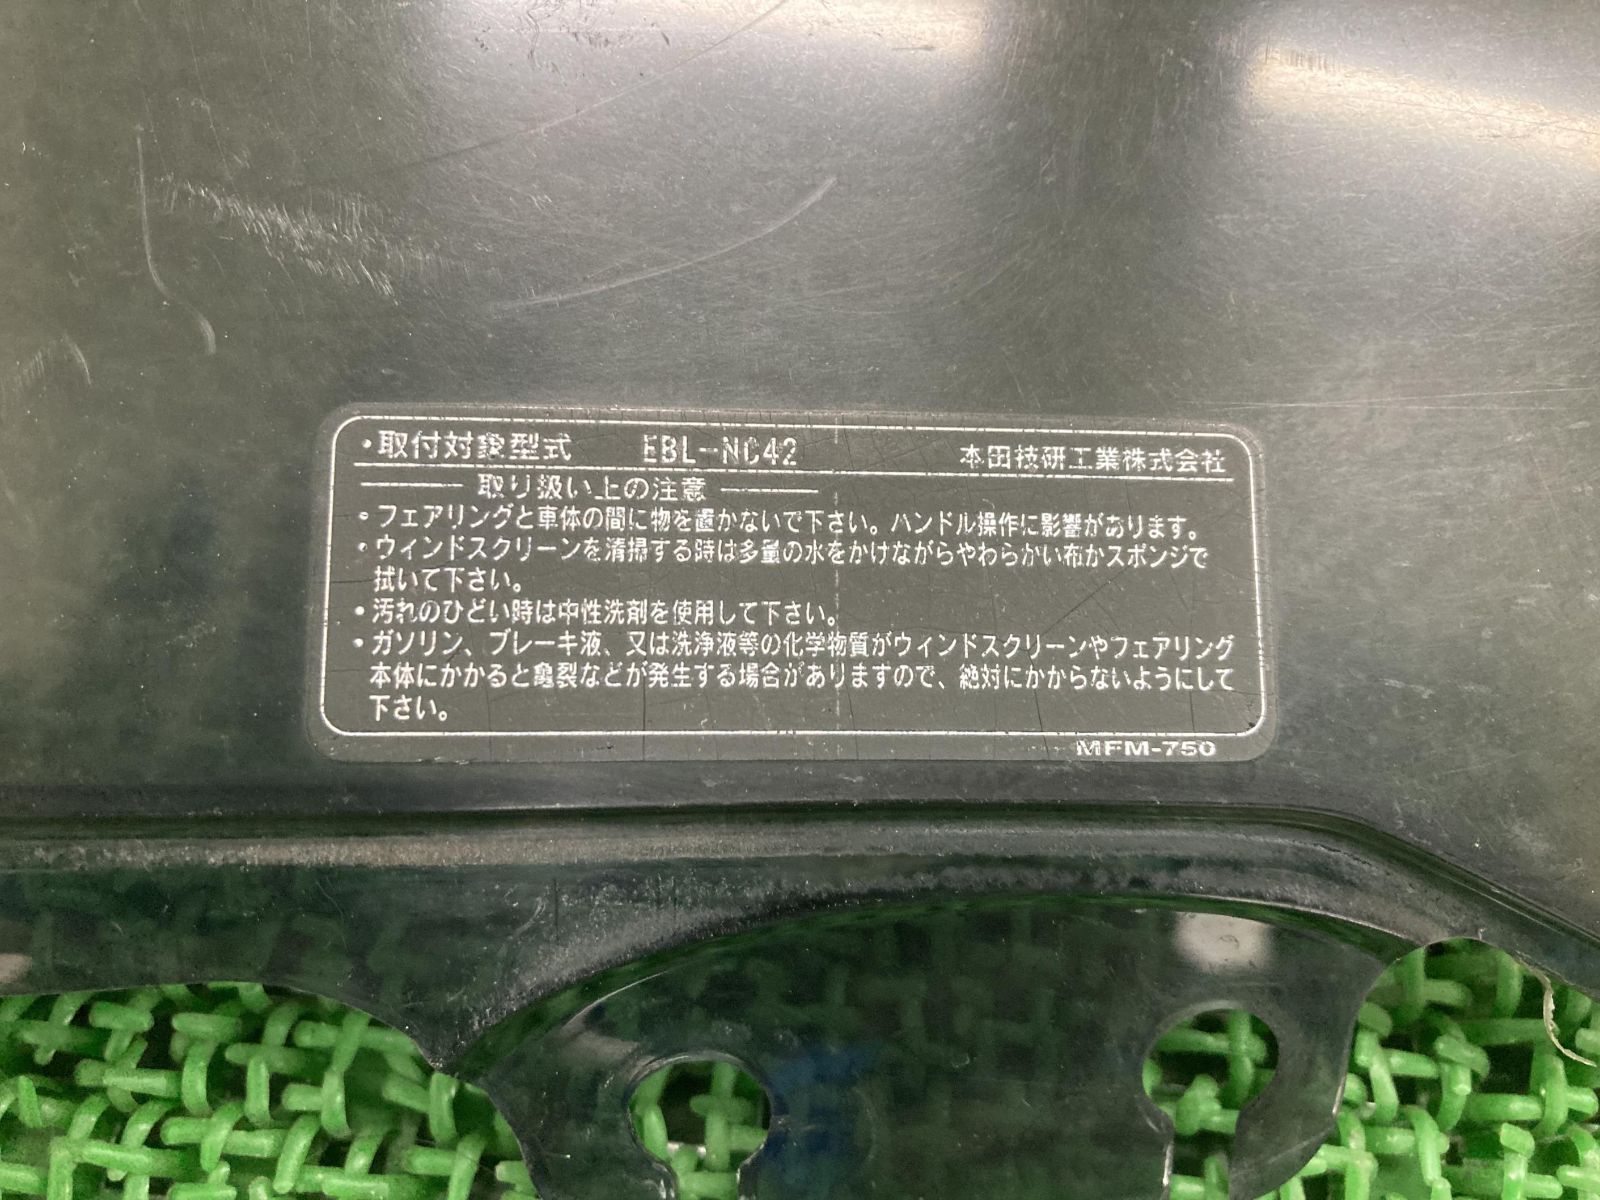 ・取付対象型式 EBL-NC42 本田技研工業株式会社
取り扱い上の注意
・フェアリングと車体の間に物を置かないで下さい。ハンドル操作に影響があります。
・ウィンドスクリーンを清掃する時は多量の水をかけながらやわらかい布かスポンジで
拭いて下さい。
・汚れのひどい時は中性洗剤を使用して下さい。
・ガソリン、ブレーキ液、又は洗浄液等の化学物質がウィンドスクリーンやフェアリング
本体にかかると亀裂などが発生する場合がありますので、絶対にかからないようにして
下さい。
MFM-750